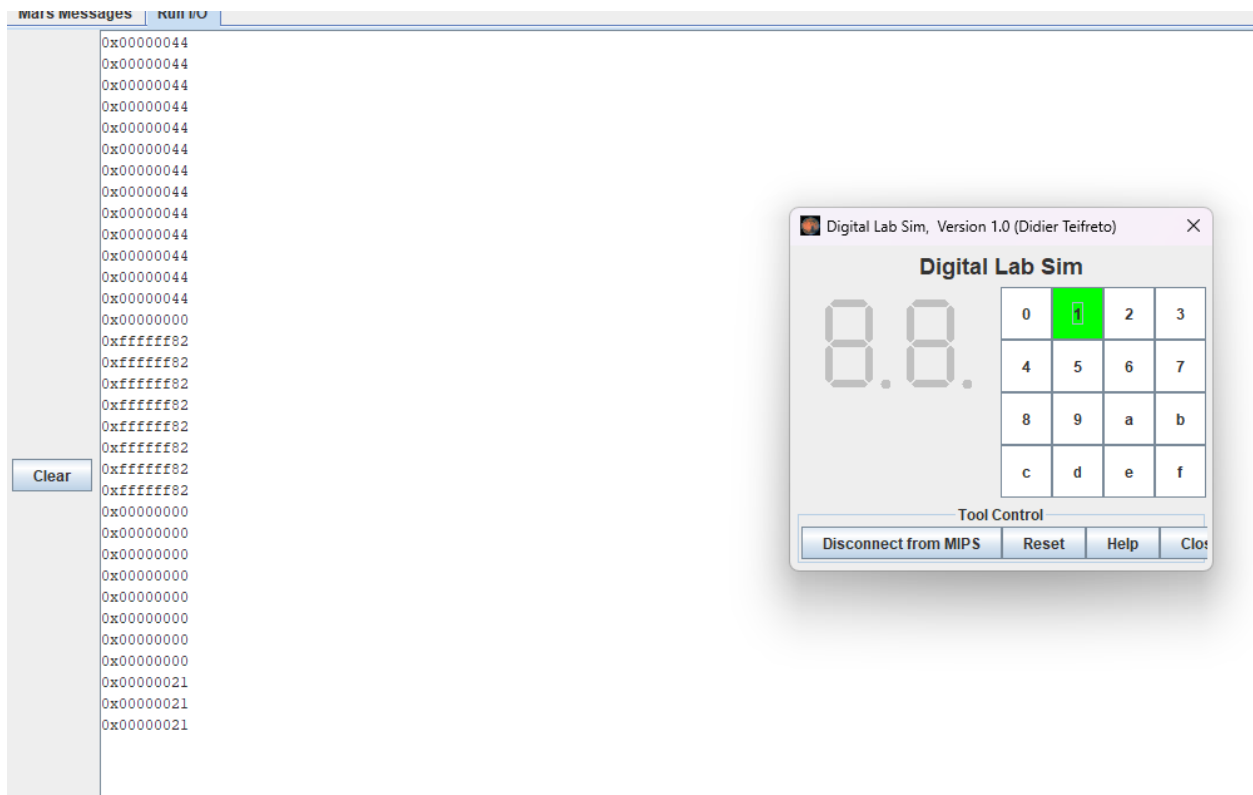 Mars Messages Run I/O
0x00000044
0x00000044
0x00000044
0x00000044
0x00000044
0x00000044
0x00000044
0x00000044
0x00000044
0x00000044
0x00000044
0x00000044
0x00000044
0x00000000
0xffffff82
0xffffff82
0xffffff82
0xffffff82
0xffffff82
0xffffff82
0xffffff82
0xffffff82
0x00000000
0x00000000
0x00000000
0x00000000
0x00000000
0x00000000
0x00000000
0x00000000
0x00000021
0x00000021
0x00000021
Clear
Digital Lab Sim, Version 1.0 (Didier Teifreto)
Digital Lab Sim
8.8.
0 1 2 3
4 5 6 7
8 9 a b
c d e f
Tool Control
Disconnect from MIPS Reset Help Clos